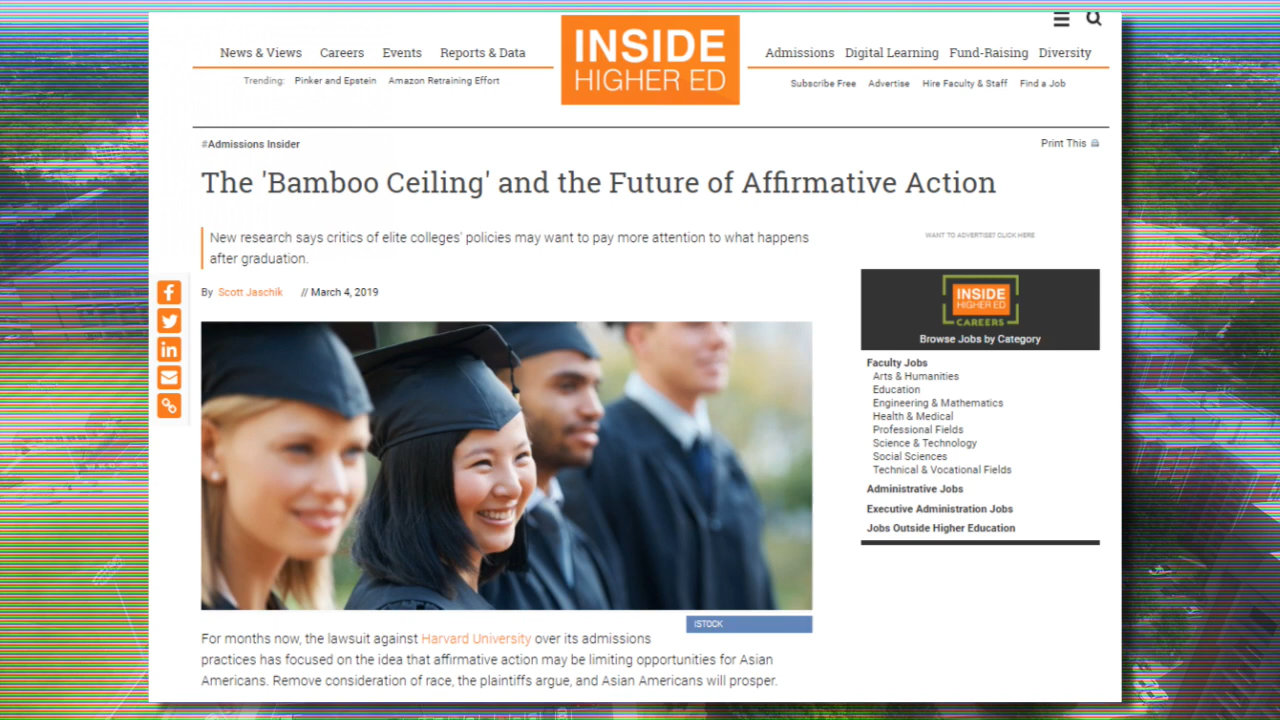 News & Views Careers Events Reports & Data
INSIDE
HIGHER ED
Admissions Digital Learning Fund-Raising Diversity
Trending: Pinker and Epstein Amazon Retraining Effort
Subscribe Free Advertise Hire Faculty & Staff Find a Job
#Admissions Insider
Print This
The 'Bamboo Ceiling' and the Future of Affirmative Action
New research says critics of elite colleges' policies may want to pay more attention to what happens
after graduation.
WANT TO ADVERTISE? CLICK HERE
By Scott Jaschik // March 4, 2019
INSIDE
HIGHER ED
CAREERS
Browse Jobs by Category
Faculty Jobs
Arts & Humanities
Education
Engineering & Mathematics
Health & Medical
Professional Fields
Science & Technology
Social Sciences
Technical & Vocational Fields
Administrative Jobs
Executive Administration Jobs
Jobs Outside Higher Education
ISTOCK
For months now, the lawsuit against Harvard University over its admissions
practices has focused on the idea that affirmative action may be limiting opportunities for Asian
Americans. Remove consideration of race, plaintiffs argue, and Asian Americans will prosper.